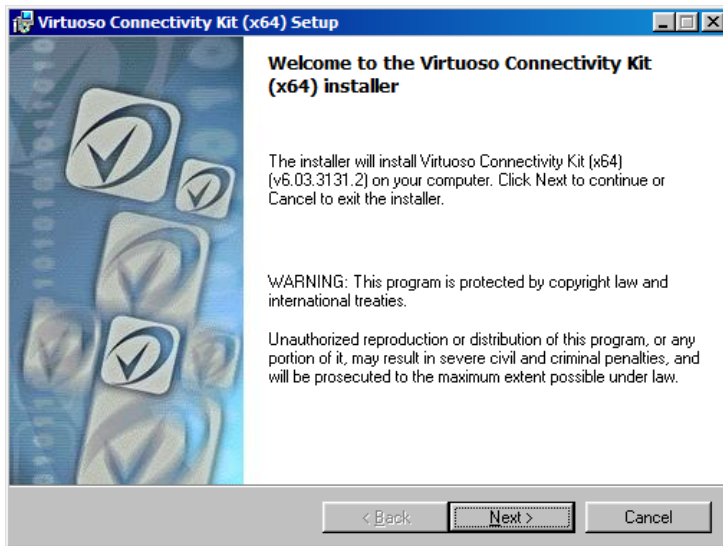 Virtuoso Connectivity Kit (x64) Setup
Welcome to the Virtuoso Connectivity Kit
(x64) installer
The installer will install Virtuoso Connectivity Kit (x64)
(v6.03.3131.2) on your computer. Click Next to continue or
Cancel to exit the installer.
WARNING: This program is protected by copyright law and
international treaties.
Unauthorized reproduction or distribution of this program, or any
portion of it, may result in severe civil and criminal penalties, and
will be prosecuted to the maximum extent possible under law.
< Back
Next >
Cancel